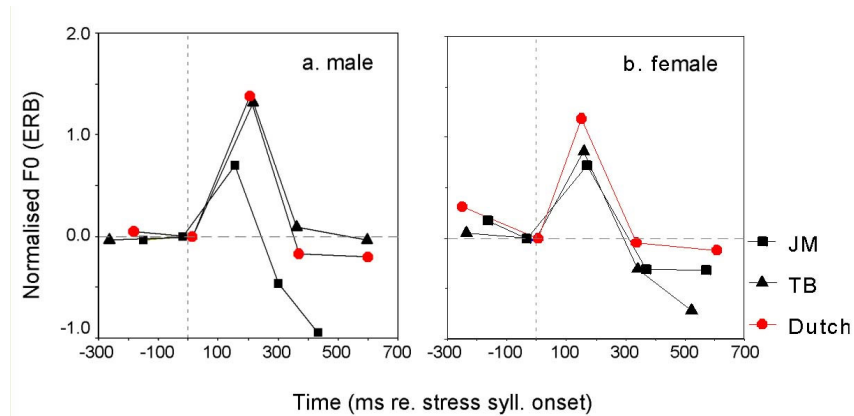 2.0
1.0
0.0
-1.0
Normalised F0 (ERB)
a. male
b. female
-300 -100 100 300 500 700
-300 -100 100 300 500 700
JM
TB
Dutch
Time (ms re. stress syll. onset)